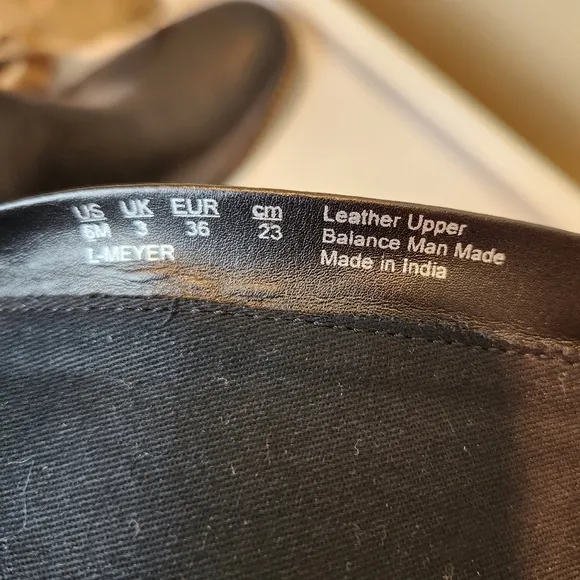 US UK EUR cm
6M 3 36 23
L-MEYER
Leather Upper
Balance Man Made
Made in India